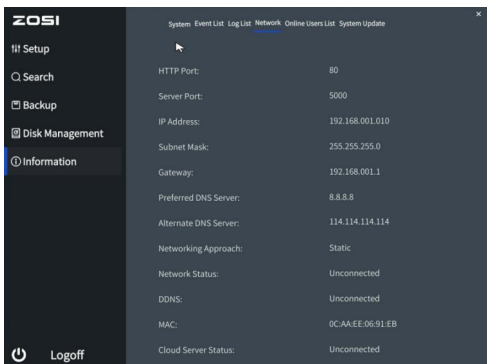 ZOSI
System Event List Log List Network Online Users List System Update
×
Setup
Search
Backup
Disk Management
Information
Logoff
HTTP Port: 80
Server Port: 5000
IP Address: 192.168.001.010
Subnet Mask: 255.255.255.0
Gateway: 192.168.001.1
Preferred DNS Server: 8.8.8.8
Alternate DNS Server: 114.114.114.114
Networking Approach: Static
Network Status: Unconnected
DDNS: Unconnected
MAC: 0C:AA:EE:06:91:EB
Cloud Server Status: Unconnected